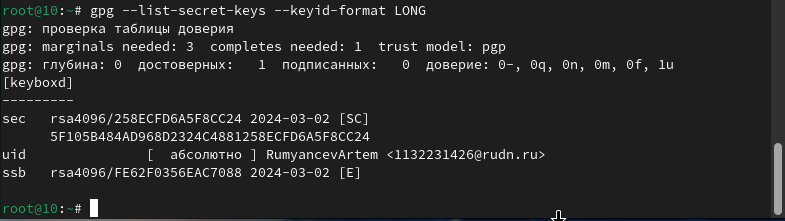 root@10:~# gpg --list-secret-keys --keyid-format LONG
gpg: проверка таблицы доверия
gpg: marginals needed: 3  completes needed: 1  trust model: pgp
gpg: глубина: 0  достоверных:   1  подписанных:   0  доверие: 0-, 0q, 0n, 0m, 0f, 1u
[keyboxd]
---------
sec   rsa4096/258ECFD6A5F8CC24 2024-03-02 [SC]
      5F105B484AD968D2324C4881258ECFD6A5F8CC24
uid              [  абсолютно ] RumyancevArtem <1132231426@rudn.ru>
ssb   rsa4096/FE62F0356EAC7088 2024-03-02 [E]
root@10:~#